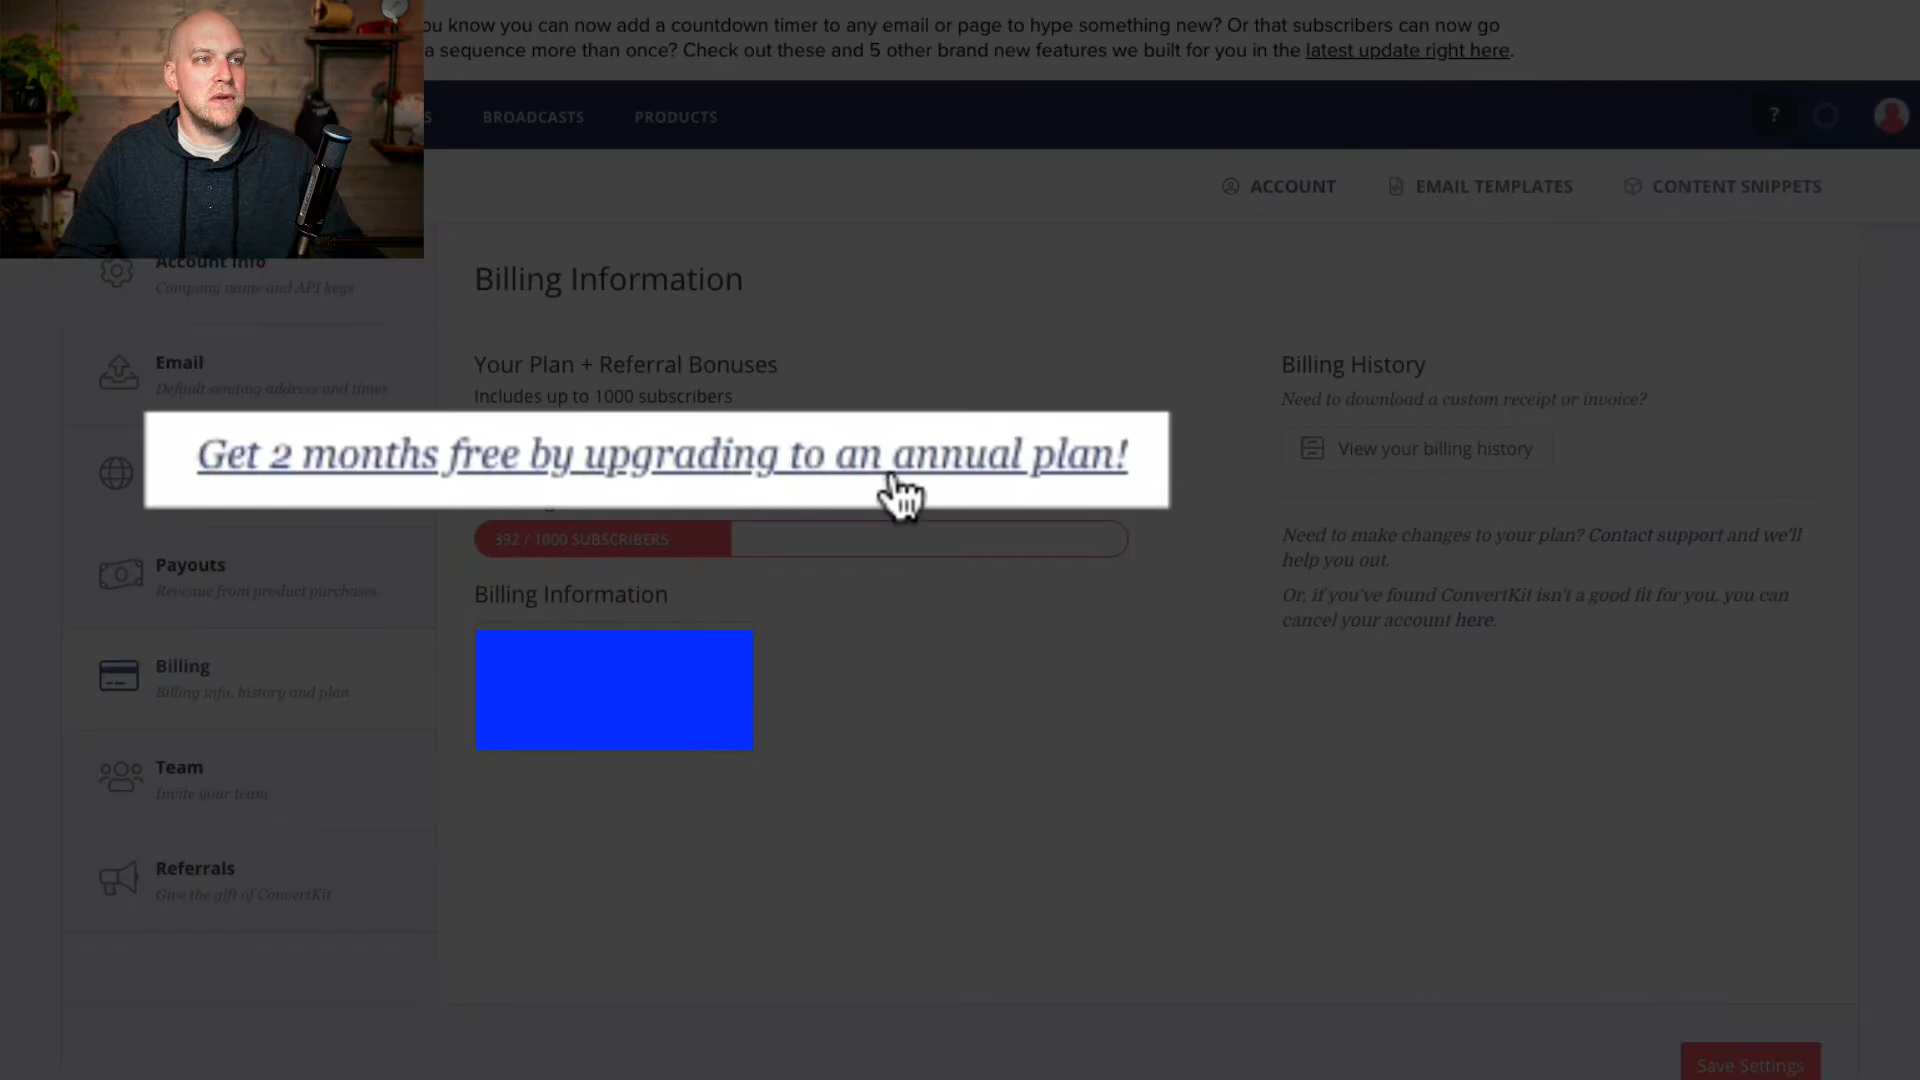 ou know you can now add a countdown timer to any email or page to hype something new? Or that subscribers can now go
a sequence more than once? Check out these and 5 other brand new features we built for you in the latest update right here.
S BROADCASTS PRODUCTS ?
ACCOUNT EMAIL TEMPLATES CONTENT SNIPPETS
Account Info
Company name and API keys
Email
Default sending address and times
Payouts
Revenue from product purchases
Billing
Billing info, history and plan
Team
Invite your team
Referrals
Give the gift of ConvertKit
Billing Information
Your Plan + Referral Bonuses
Includes up to 1000 subscribers
Get 2 months free by upgrading to an annual plan!
392 / 1000 SUBSCRIBERS
Billing Information
Billing History
Need to download a custom receipt or invoice?
View your billing history
Need to make changes to your plan? Contact support and we'll
help you out.
Or, if you've found ConvertKit isn't a good fit for you, you can
cancel your account here.
Save Settings